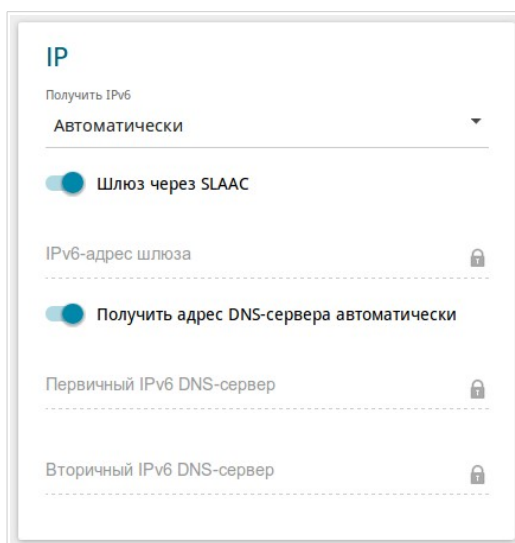 IP
Получить IPv6
Автоматически
Шлюз через SLAAC
IPv6-адрес шлюза
Получить адрес DNS-сервера автоматически
Первичный IPv6 DNS-сервер
Вторичный IPv6 DNS-сервер